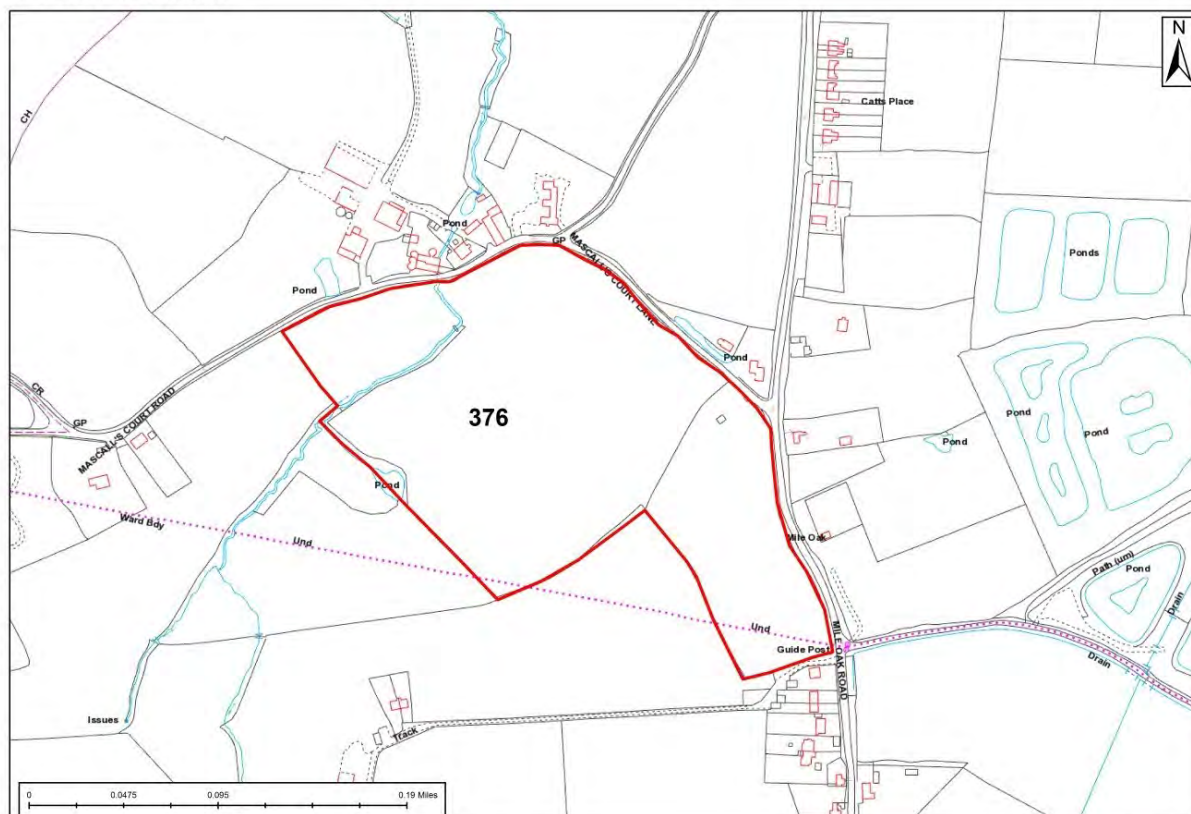 N
CH
Catts Place
Pond
GP
MASCALL'S COURT LANE
Ponds
Pond
Pond
CR
GP
MASCALL'S COURT ROAD
376
Pond
Pond
Pond
Pond
Ward Bdy
Und
Mile Oak
Path (um)
Pond
Drain
Und
Guide Post
MILE OAK ROAD
Drain
Issues
Track
0 0.0475 0.095 0.19 Miles